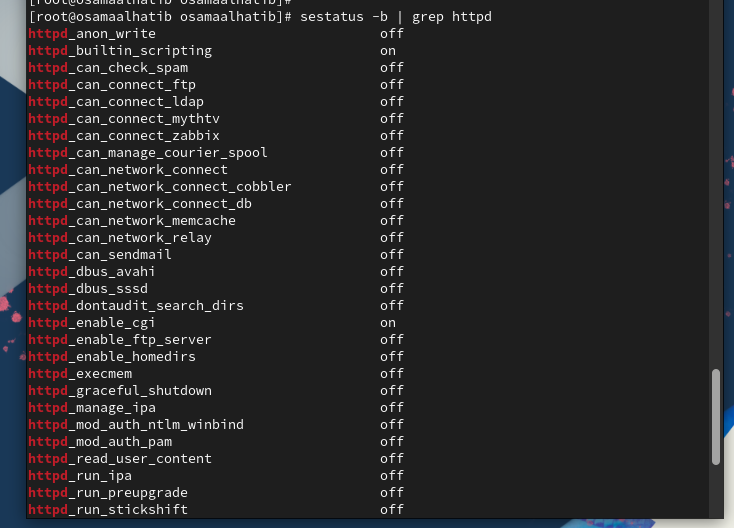 [root@osamaalhatib osamaalhatib]#
[root@osamaalhatib osamaalhatib]# sestatus -b | grep httpd
httpd_anon_write off
httpd_builtin_scripting on
httpd_can_check_spam off
httpd_can_connect_ftp off
httpd_can_connect_ldap off
httpd_can_connect_mythtv off
httpd_can_connect_zabbix off
httpd_can_manage_courier_spool off
httpd_can_network_connect off
httpd_can_network_connect_cobbler off
httpd_can_network_connect_db off
httpd_can_network_memcache off
httpd_can_network_relay off
httpd_can_sendmail off
httpd_dbus_avahi off
httpd_dbus_sssd off
httpd_dontaudit_search_dirs off
httpd_enable_cgi on
httpd_enable_ftp_server off
httpd_enable_homedirs off
httpd_execmem off
httpd_graceful_shutdown off
httpd_manage_ipa off
httpd_mod_auth_ntlm_winbind off
httpd_mod_auth_pam off
httpd_read_user_content off
httpd_run_ipa off
httpd_run_preupgrade off
httpd_run_stickshift off